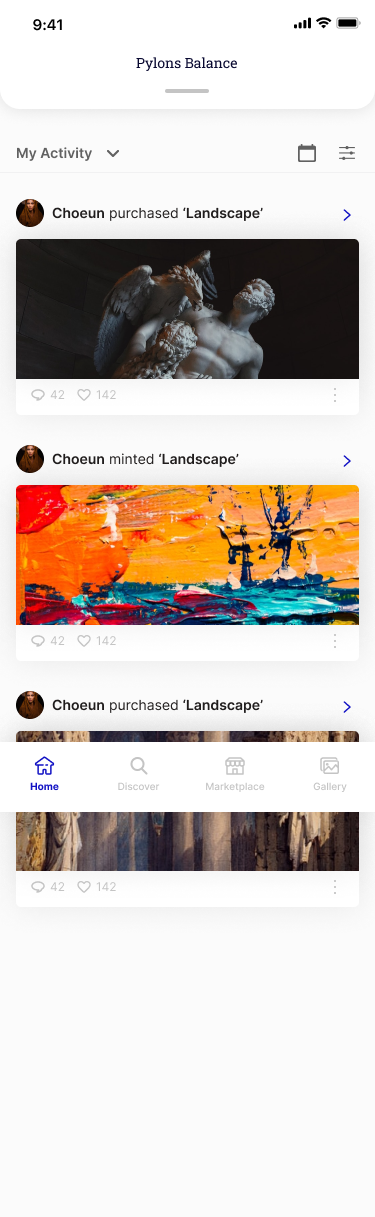 9:41
Pylons Balance
My Activity
Choeun purchased ‘Landscape’
42 142
Choeun minted ‘Landscape’
42 142
Choeun purchased ‘Landscape’
Home Discover Marketplace Gallery
42 142